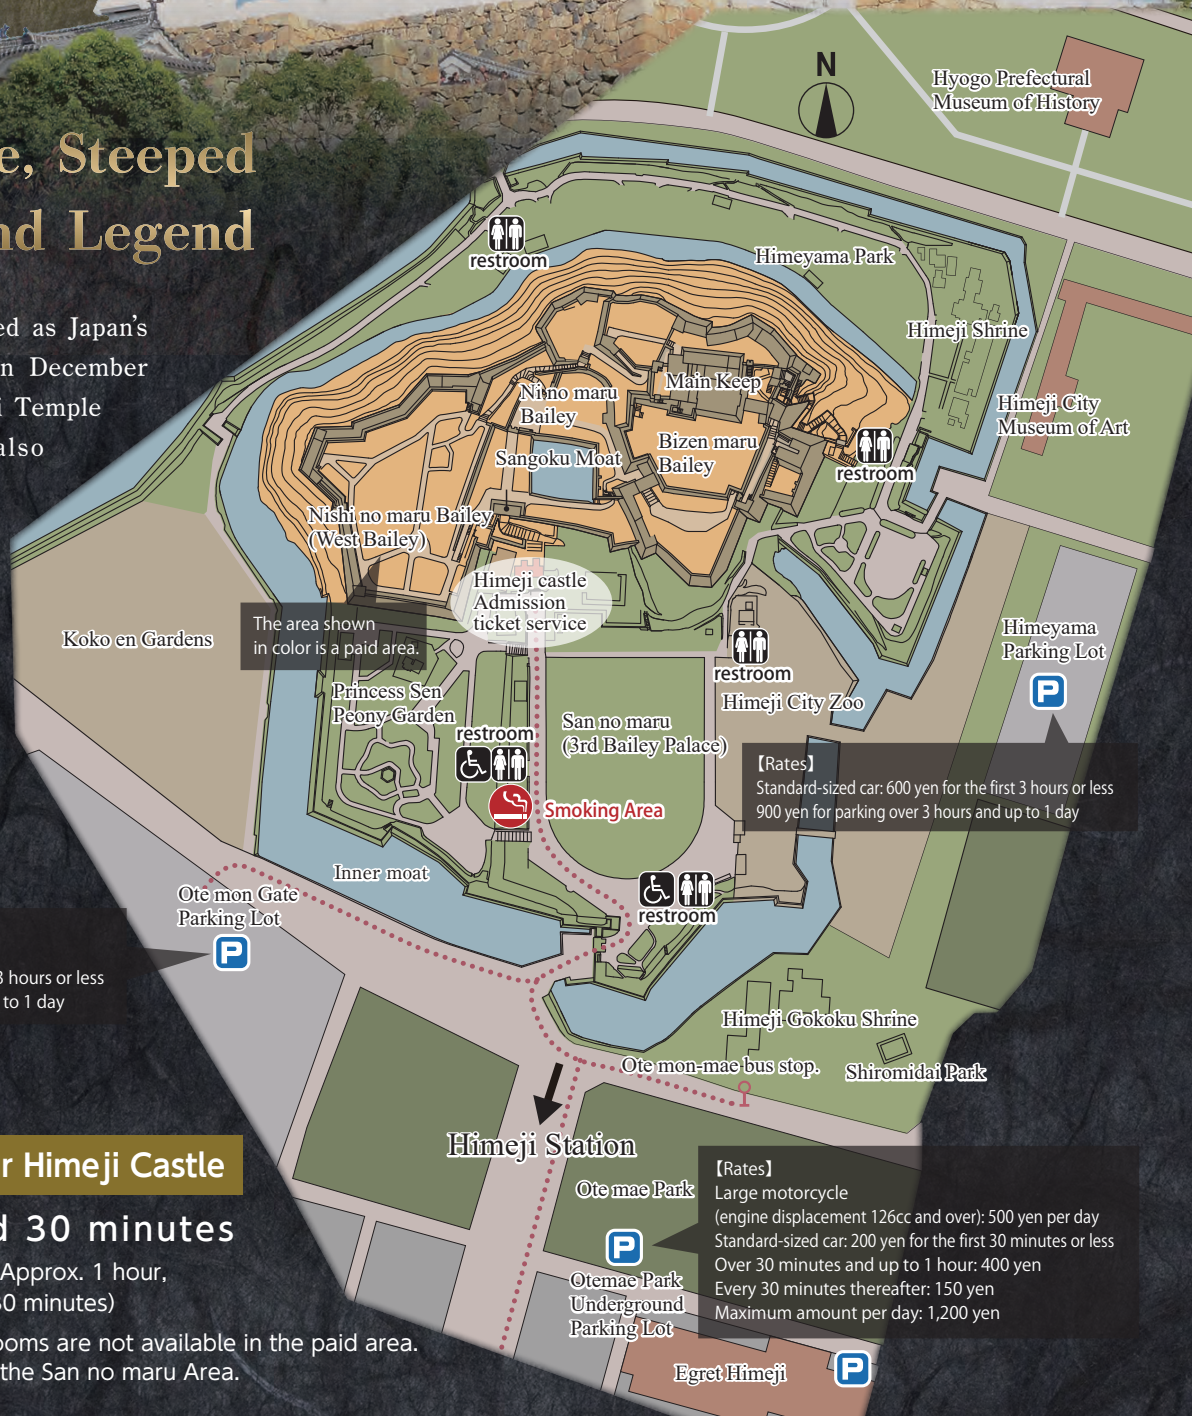 e, Steeped
nd Legend
ed as Japan's
n December
i Temple
also
N
Hyogo Prefectural
Museum of History
restroom
Himeyama Park
Himeji Shrine
Himeji City
Museum of Art
Main Keep
Ni no maru
Bailey
Bizen maru
Bailey
Sangoku Moat
restroom
Nishi no maru Bailey
(West Bailey)
Himeji castle
Admission
ticket service
The area shown
in color is a paid area.
Koko en Gardens
Himeyama
Parking Lot
P
restroom
Himeji City Zoo
Princess Sen
Peony Garden
San no maru
(3rd Bailey Palace)
restroom
Smoking Area
【Rates】
Standard-sized car: 600 yen for the first 3 hours or less
900 yen for parking over 3 hours and up to 1 day
Inner moat
restroom
Ote mon Gate
Parking Lot
P
3 hours or less
to 1 day
Himeji Gokoku Shrine
Ote mon-mae bus stop.
Shiromidai Park
Himeji Station
Ote mae Park
P
Otemae Park
Underground
Parking Lot
【Rates】
Large motorcycle
(engine displacement 126cc and over): 500 yen per day
Standard-sized car: 200 yen for the first 30 minutes or less
Over 30 minutes and up to 1 hour: 400 yen
Every 30 minutes thereafter: 150 yen
Maximum amount per day: 1,200 yen
Egret Himeji
P
r Himeji Castle
d 30 minutes
Approx. 1 hour,
30 minutes)
ooms are not available in the paid area.
the San no maru Area.